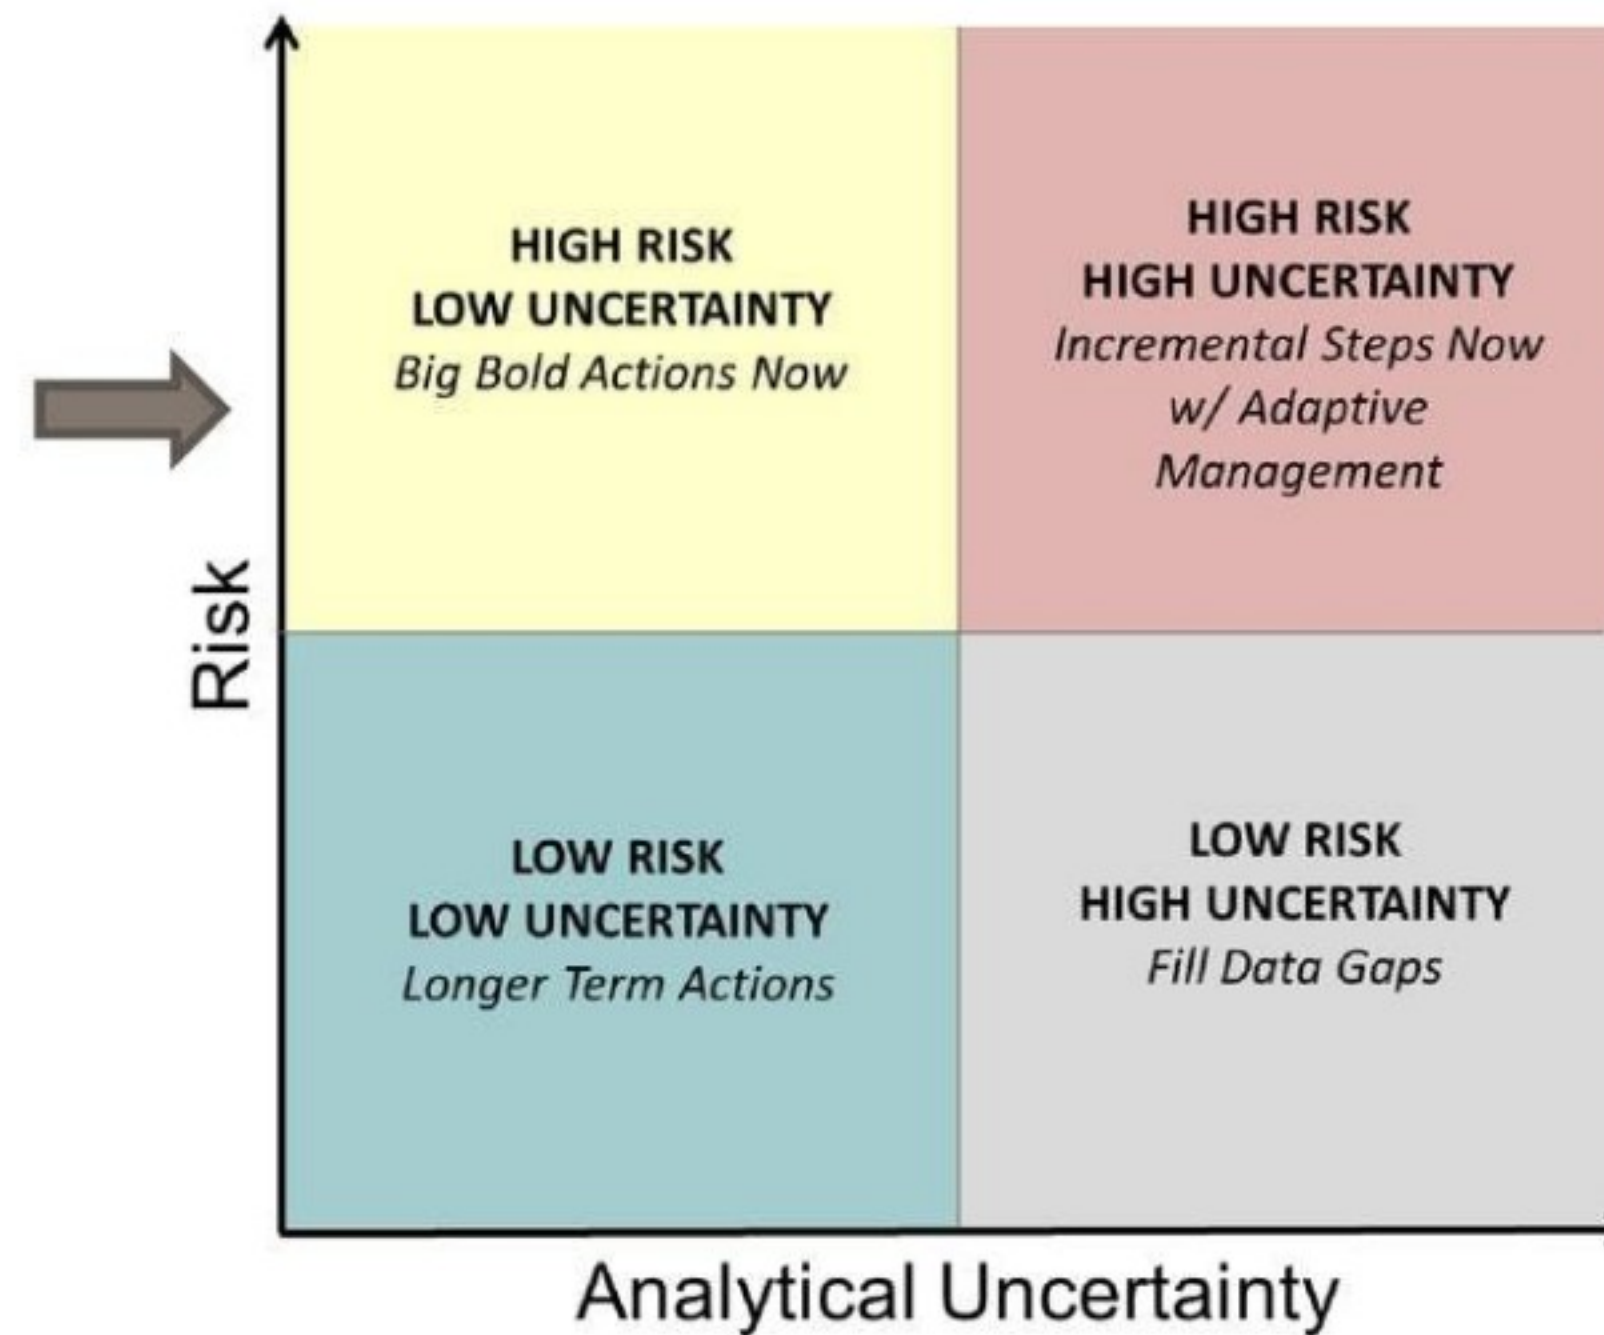 HIGH RISK
LOW UNCERTAINTY
Big Bold Actions Now
HIGH RISK
HIGH UNCERTAINTY
Incremental Steps Now
w/ Adaptive
Management
Risk
LOW RISK
LOW UNCERTAINTY
Longer Term Actions
LOW RISK
HIGH UNCERTAINTY
Fill Data Gaps
Analytical Uncertainty